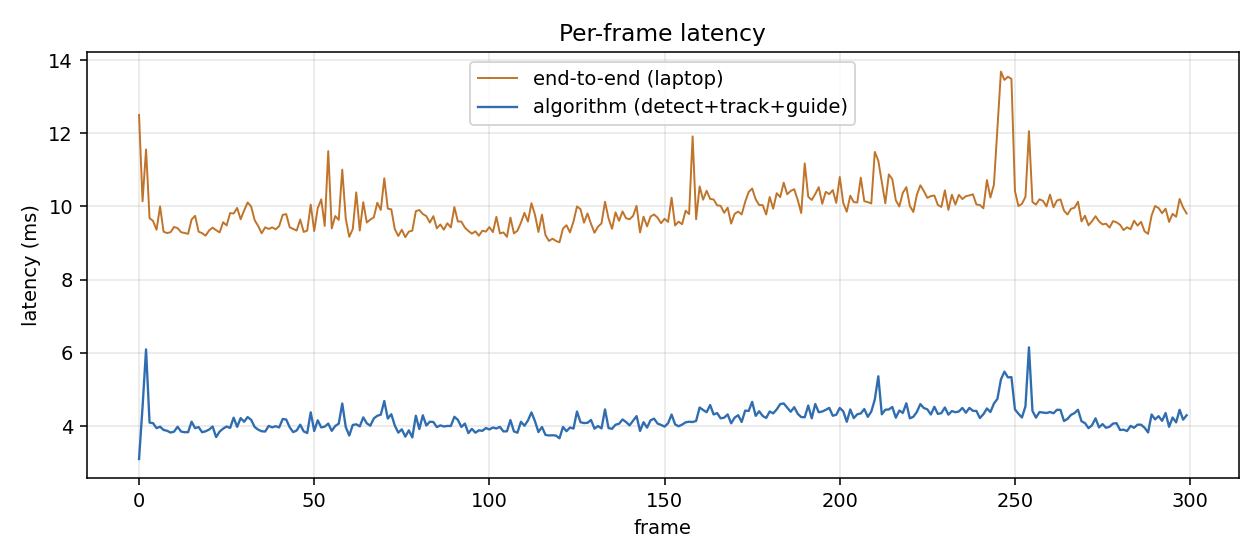 Per-frame latency
end-to-end (laptop)
algorithm (detect+track+guide)
latency (ms)
14
12
10
8
6
4
0 50 100 150 200 250 300
frame